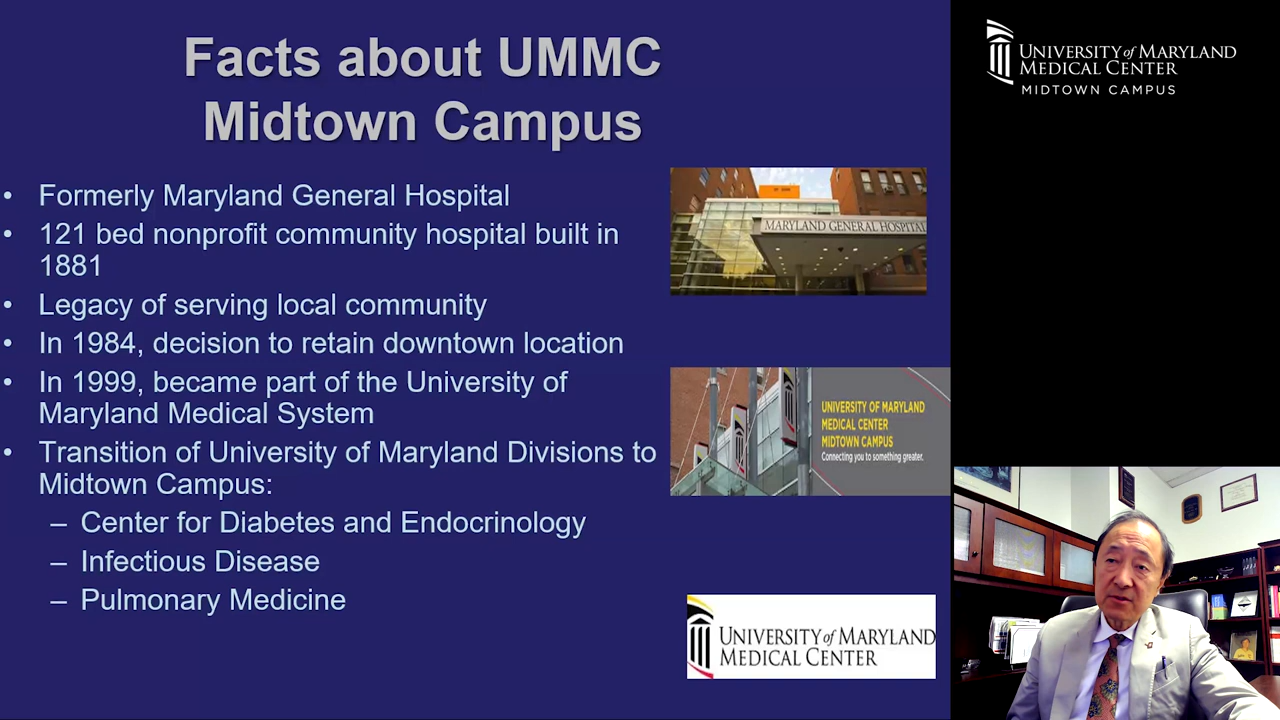 Facts about UMMC
Midtown Campus
• Formerly Maryland General Hospital
• 121 bed nonprofit community hospital built in
1881
• Legacy of serving local community
• In 1984, decision to retain downtown location
• In 1999, became part of the University of
Maryland Medical System
• Transition of University of Maryland Divisions to
Midtown Campus:
– Center for Diabetes and Endocrinology
– Infectious Disease
– Pulmonary Medicine
MARYLAND GENERAL HOSPITAL
UNIVERSITY OF MARYLAND
MEDICAL CENTER
MIDTOWN CAMPUS
Connecting you to something greater.
UNIVERSITY of MARYLAND
MEDICAL CENTER
UNIVERSITY of MARYLAND
MEDICAL CENTER
MIDTOWN CAMPUS